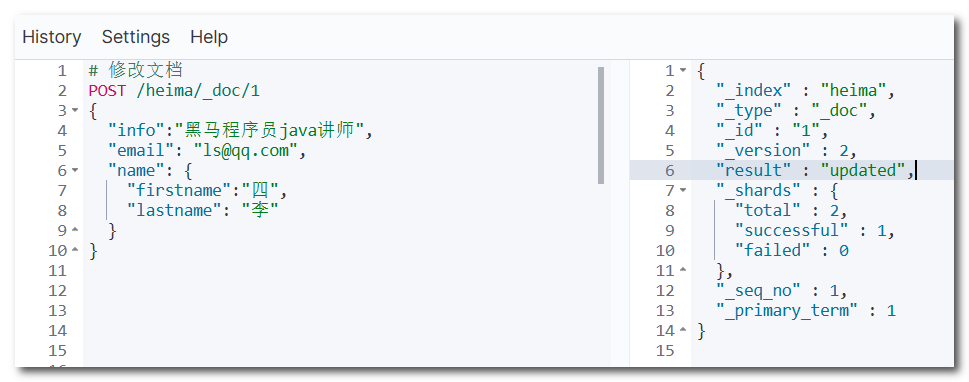 History Settings Help
1 # 修改文档
2 POST /heima/_doc/1
3 {
4 "info":"黑马程序员java讲师",
5 "email": "ls@qq.com",
6 "name": {
7 "firstname":"四",
8 "lastname": "李"
9 }
10 }
11
12
13
14
15
1 {
2 "_index" : "heima",
3 "_type" : "_doc",
4 "_id" : "1",
5 "_version" : 2,
6 "result" : "updated",
7 "_shards" : {
8 "total" : 2,
9 "successful" : 1,
10 "failed" : 0
11 },
12 "_seq_no" : 1,
13 "_primary_term" : 1
14 }
15